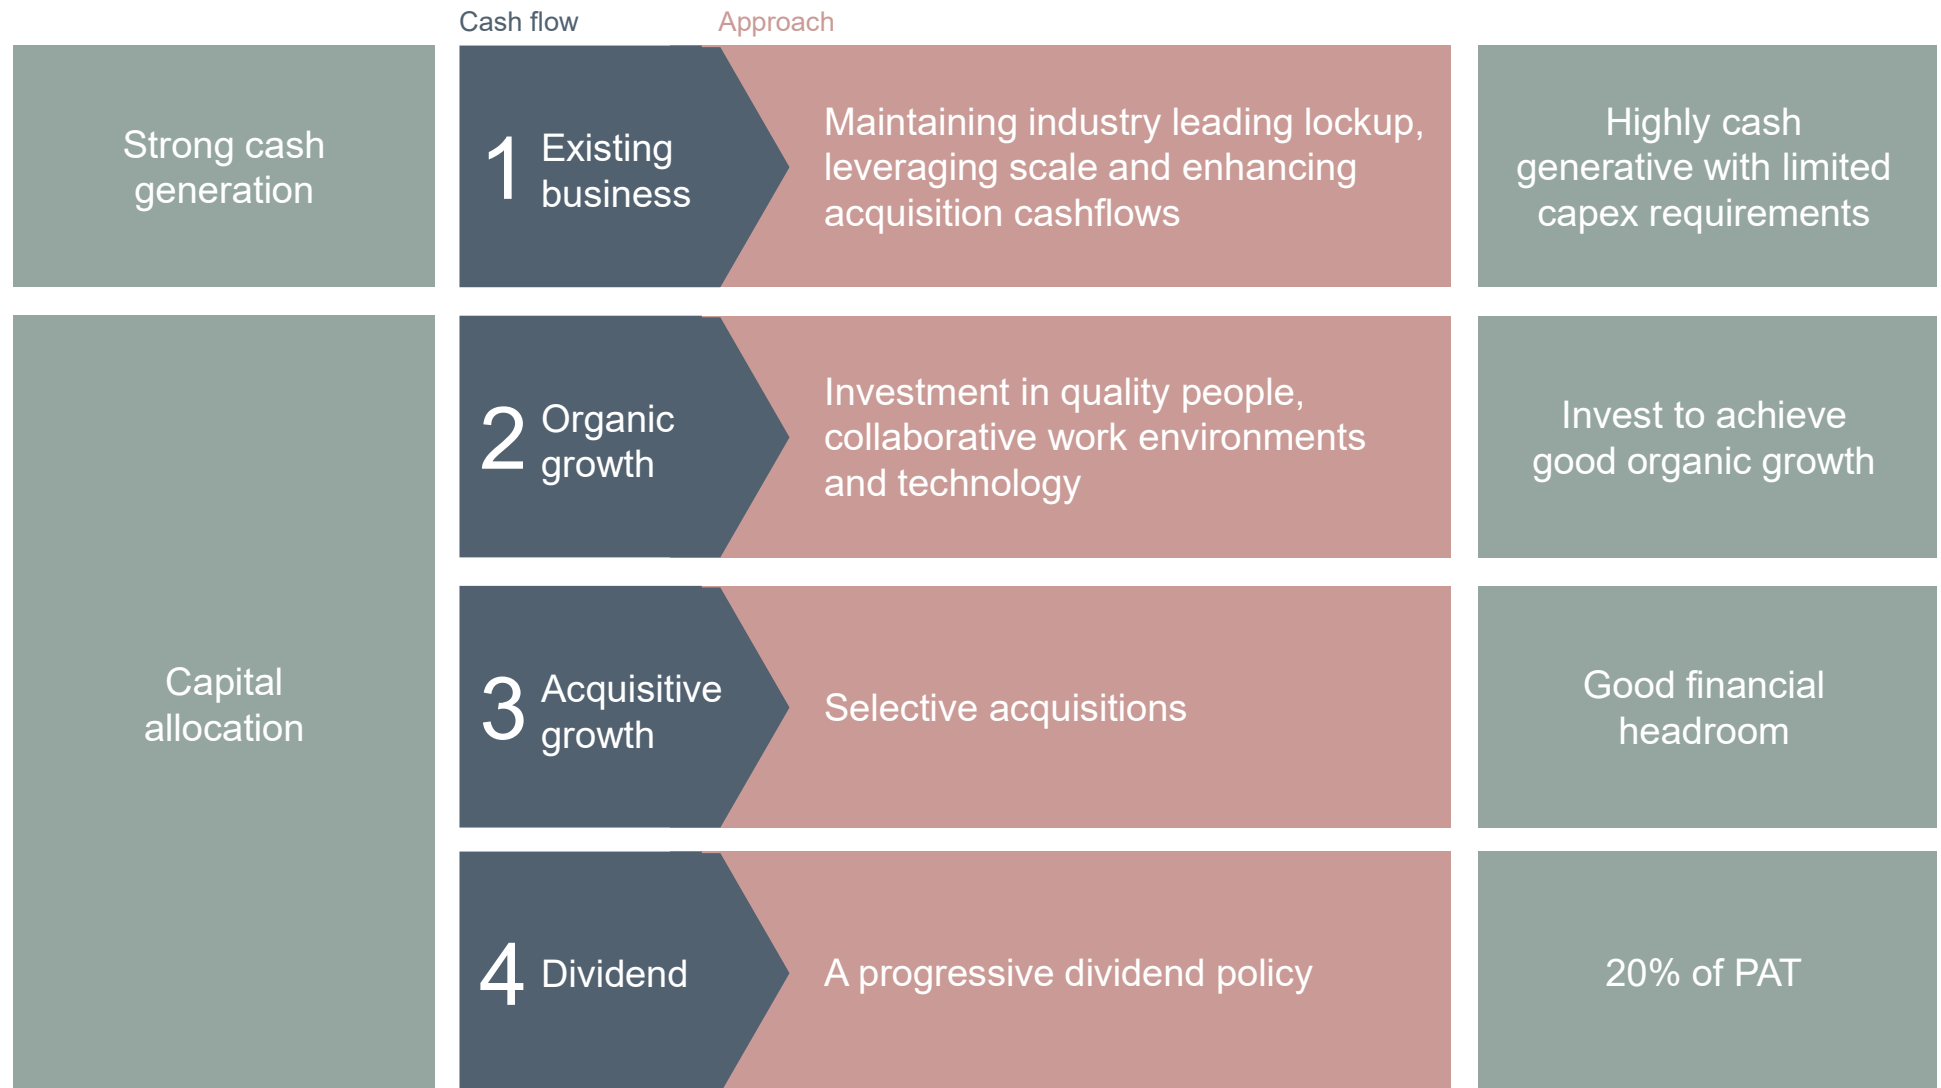 Cash flow
Approach
Strong cash
generation
1
Existing
business
Maintaining industry leading lockup,
leveraging scale and enhancing
acquisition cashflows
Highly cash
generative with limited
capex requirements
Capital
allocation
2
Organic
growth
Investment in quality people,
collaborative work environments
and technology
Invest to achieve
good organic growth
3
Acquisitive
growth
Selective acquisitions
Good financial
headroom
4
Dividend
A progressive dividend policy
20% of PAT